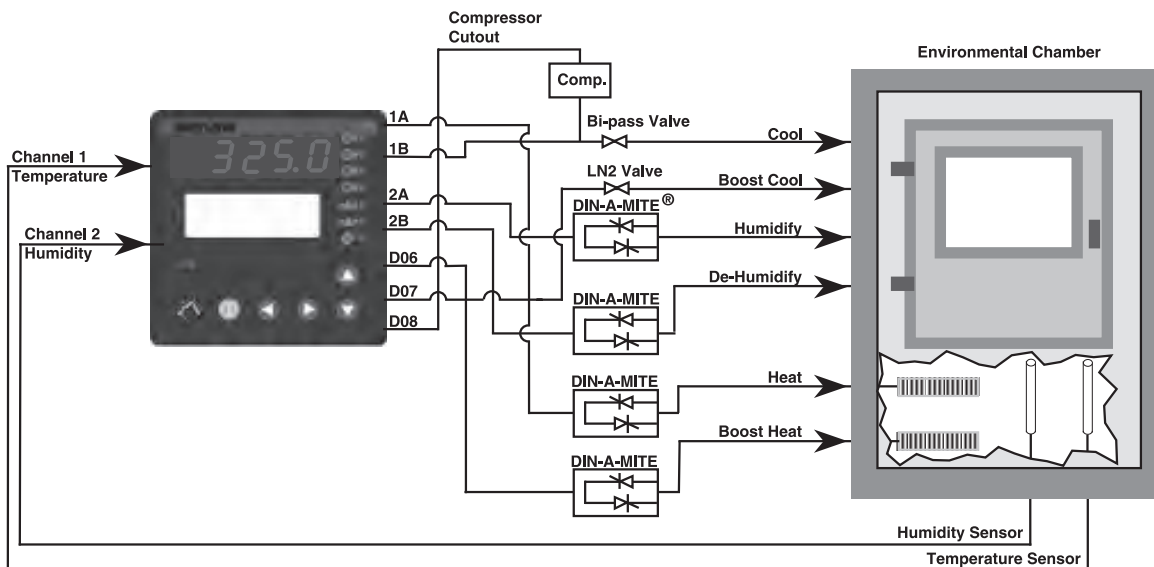 Compressor
Cutout
Environmental Chamber
Comp.
1A
Bi-pass Valve
Cool
325.0
1B
Channel 1
Temperature
LN2 Valve
Boost Cool
2A
DIN-A-MITE®
2B
Humidify
Channel 2
Humidity
D06
De-Humidify
D07
DIN-A-MITE
D08
DIN-A-MITE
Heat
Boost Heat
DIN-A-MITE
Humidity Sensor
Temperature Sensor